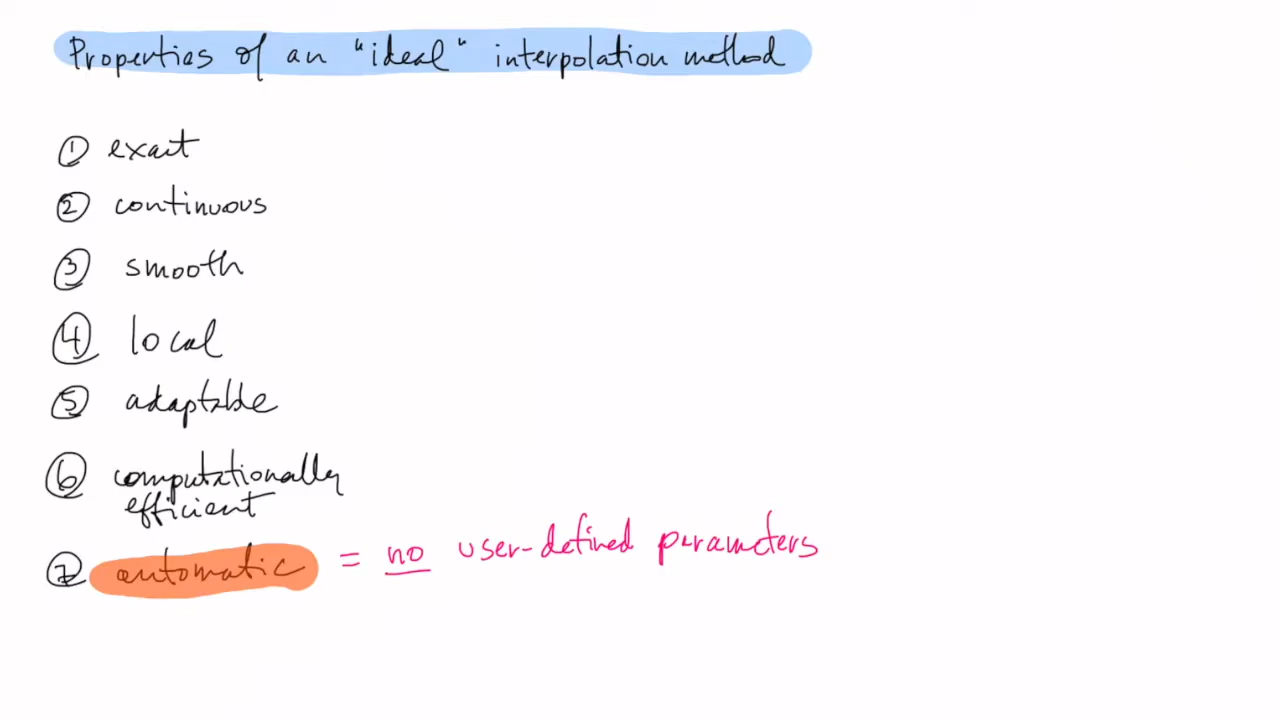 Properties of an "ideal" interpolation method
① exact
② continuous
③ smooth
④ local
⑤ adaptable
⑥ computationally
efficient
⑦ automatic = no user-defined parameters